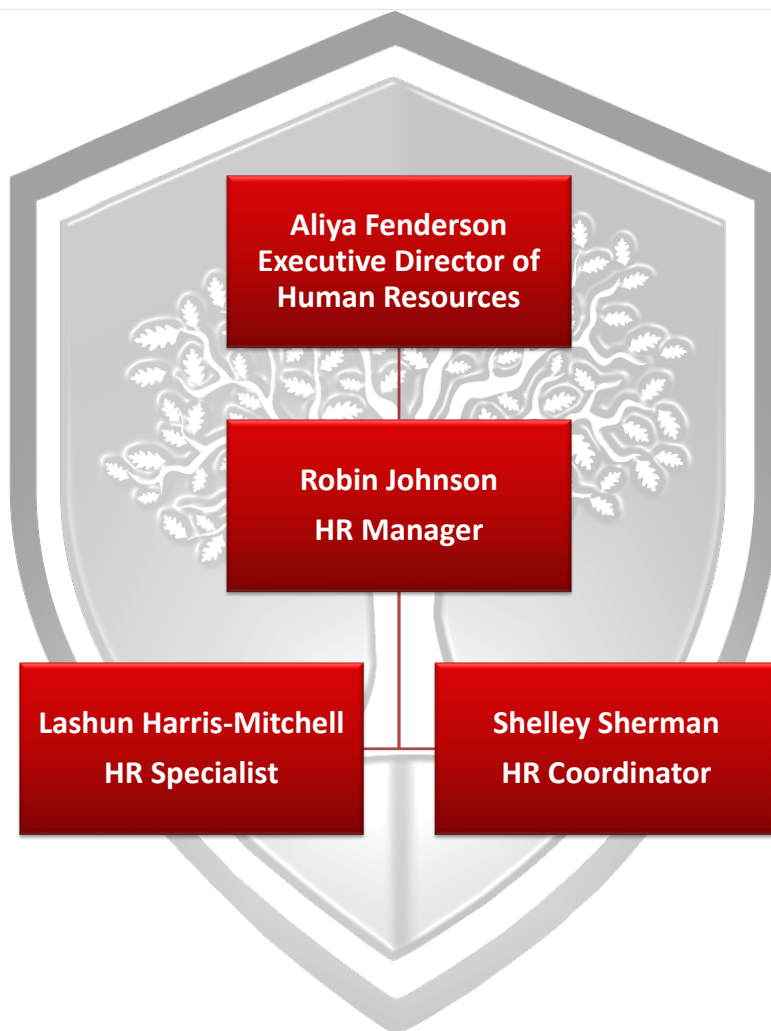 Aliya Fenderson
Executive Director of
Human Resources
Robin Johnson
HR Manager
Lashun Harris-Mitchell
HR Specialist
Shelley Sherman
HR Coordinator